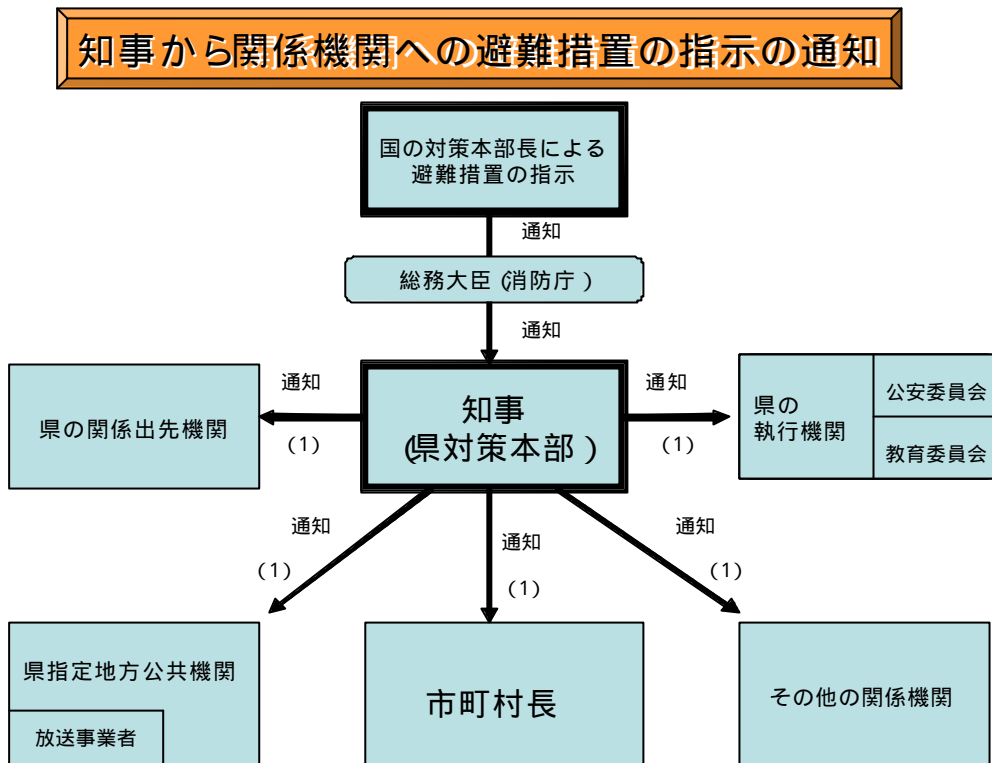 知事から関係機関への避難措置の指示の通知
国の対策本部長による
避難措置の指示
通知
総務大臣(消防庁)
通知
県の関係出先機関
通知
(1)
知事
(県対策本部)
通知
(1)
県の
執行機関
公安委員会
教育委員会
通知
(1)
通知
(1)
通知
(1)
県指定地方公共機関
放送事業者
市町村長
その他の関係機関